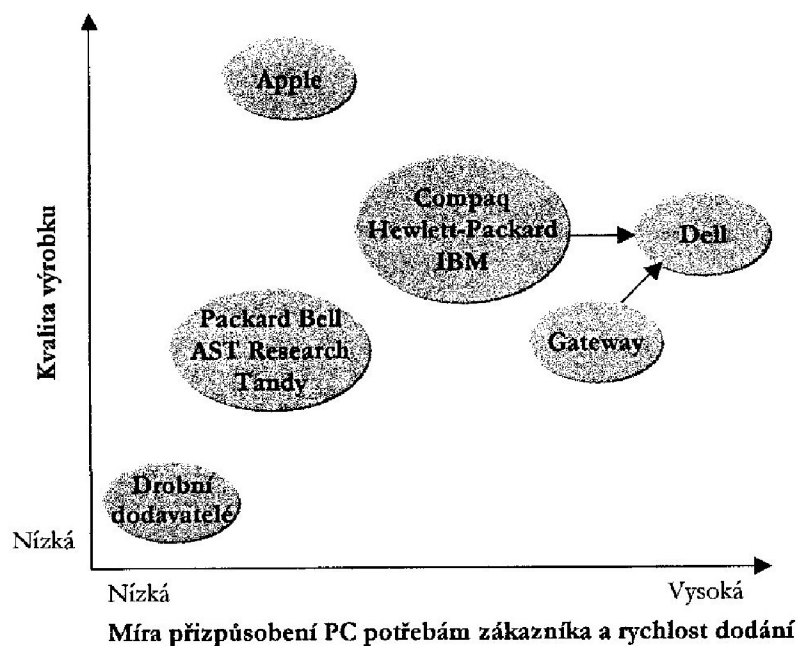 Apple
Compaq
Hewlett-Packard
IBM
Dell
Packard Bell
AST Research
Tandy
Gateway
Drobní
dodavatelé
Kvalita výrobku
Nízká
Nízká
Vysoká
Míra přizpůsobení PC potřebám zákazníka a rychlost dodání